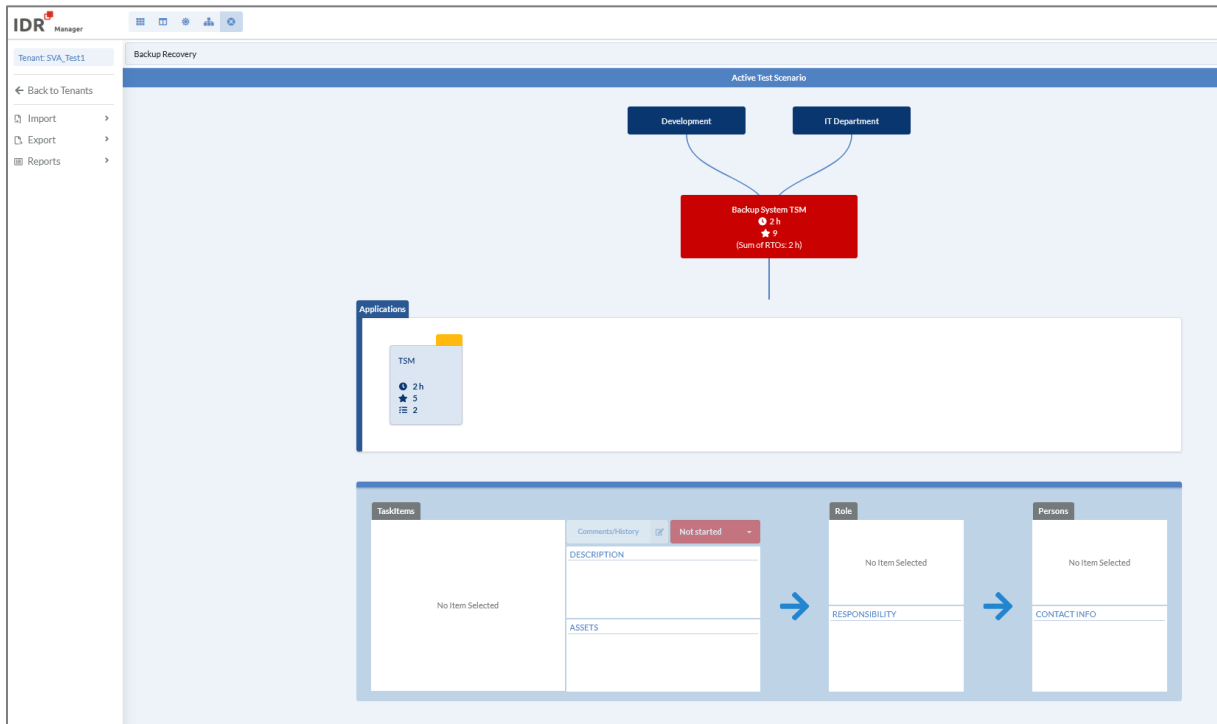 IDR Manager
Tenant: SVA_Test1
Back to Tenants
Import
Export
Reports
Backup Recovery
Active Test Scenario
Development
IT Department
Backup System TSM
2 h
9
(Sum of RTOs: 2 h)
Applications
TSM
2 h
5
2
TaskItems
No Item Selected
Comments/History
Not started
DESCRIPTION
ASSETS
Role
No Item Selected
RESPONSIBILITY
Persons
No Item Selected
CONTACT INFO